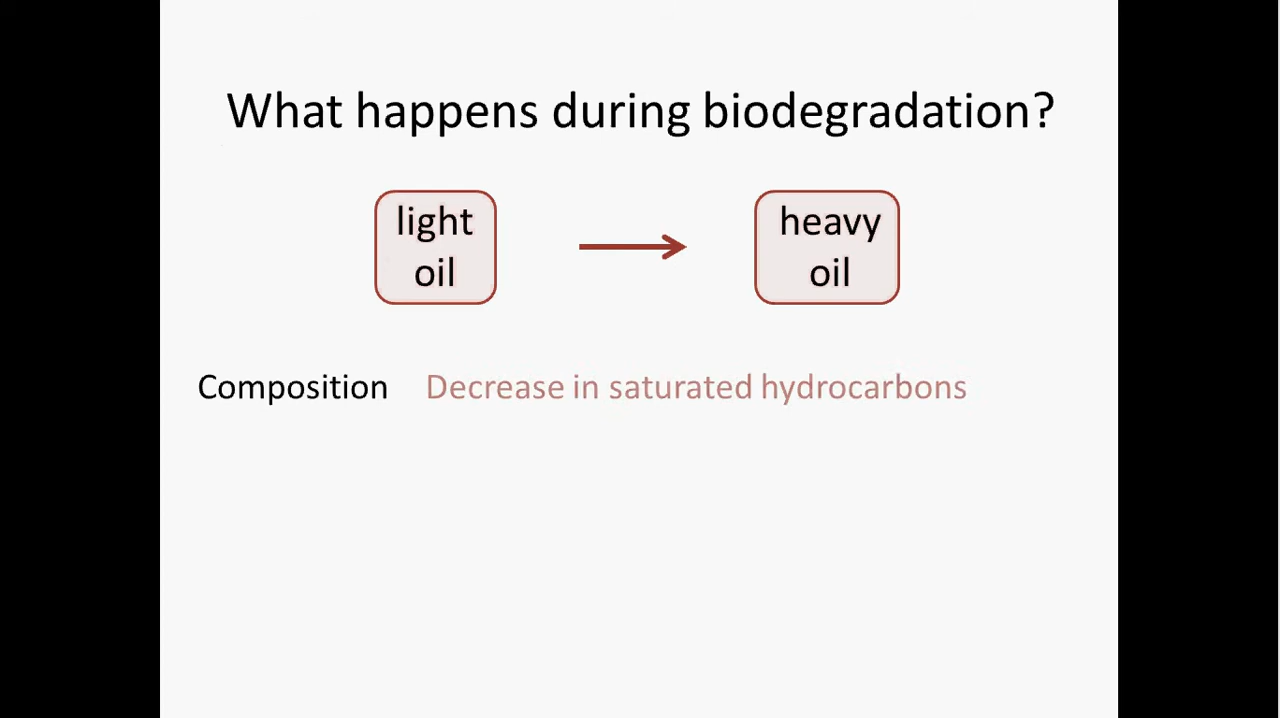 What happens during biodegradation?
light
oil
heavy
oil
Composition Decrease in saturated hydrocarbons